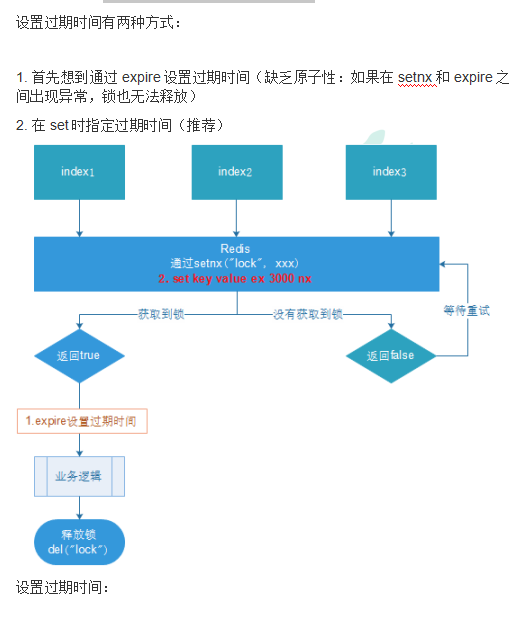 设置过期时间有两种方式：
1. 首先想到通过 expire 设置过期时间（缺乏原子性：如果在 setnx 和 expire 之
间出现异常，锁也无法释放）
2. 在 set 时指定过期时间（推荐）
index1
index2
index3
Redis
通过setnx("lock", xxx)
2. set key value ex 3000 nx
获取到锁
没有获取到锁
等待重试
返回true
返回false
1.expire设置过期时间
业务逻辑
释放锁
del("lock")
设置过期时间：